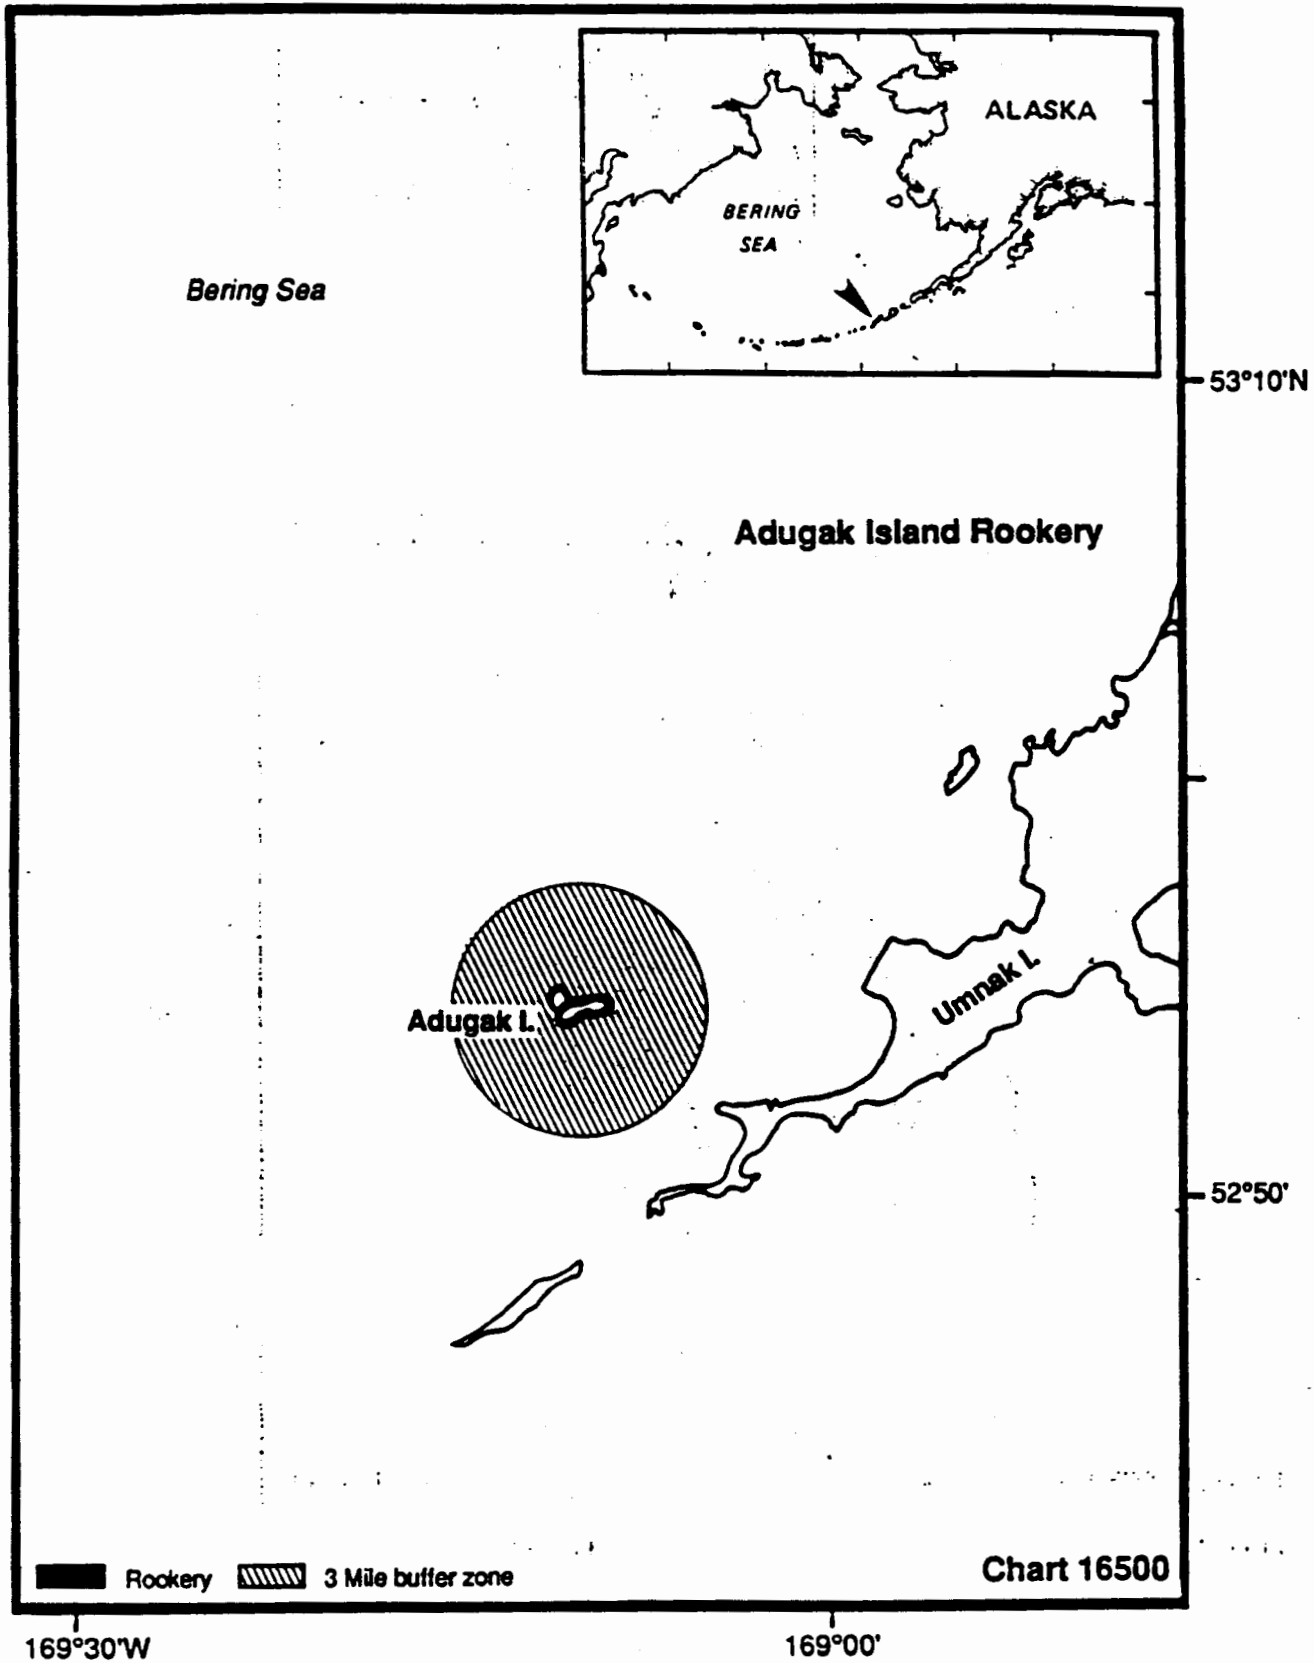 ALASKA
BERING
SEA
Bering Sea
53°10'N
Adugak Island Rookery
Adugak I.
Umnak I.
52°50'
Rookery
3 Mile buffer zone
Chart 16500
169°30'W
169°00'